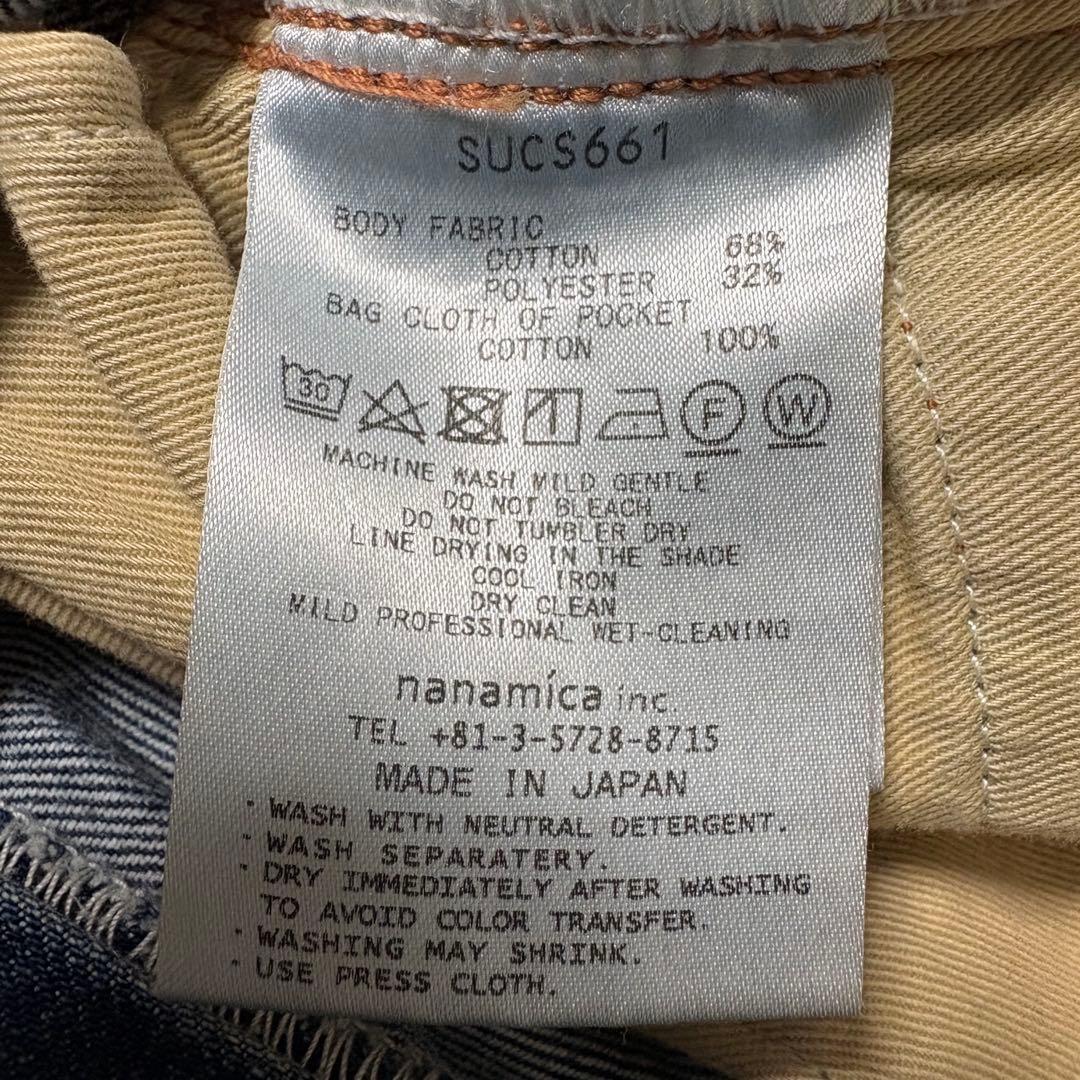 SUCS661
BODY FABRIC
COTTON 68%
POLYESTER 32%
BAG CLOTH OF POCKET
COTTON 100%
30 F W
MACHINE WASH MILD GENTLE
DO NOT BLEACH
DO NOT TUMBLER DRY
LINE DRYING IN THE SHADE
COOL IRON
DRY CLEAN
MILD PROFESSIONAL WET-CLEANING
nanamica inc.
TEL +81-3-5728-8715
MADE IN JAPAN
・WASH WITH NEUTRAL DETERGENT.
・WASH SEPARATERY.
・DRY IMMEDIATELY AFTER WASHING
TO AVOID COLOR TRANSFER.
・WASHING MAY SHRINK.
・USE PRESS CLOTH.